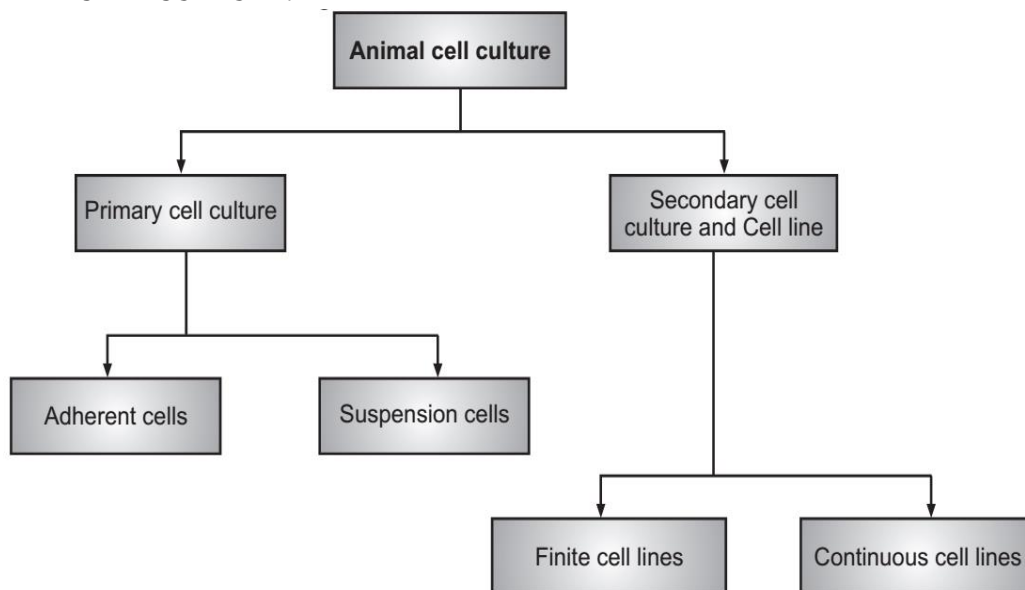 Animal cell culture
Primary cell culture
Secondary cell
culture and Cell line
Adherent cells
Suspension cells
Finite cell lines
Continuous cell lines